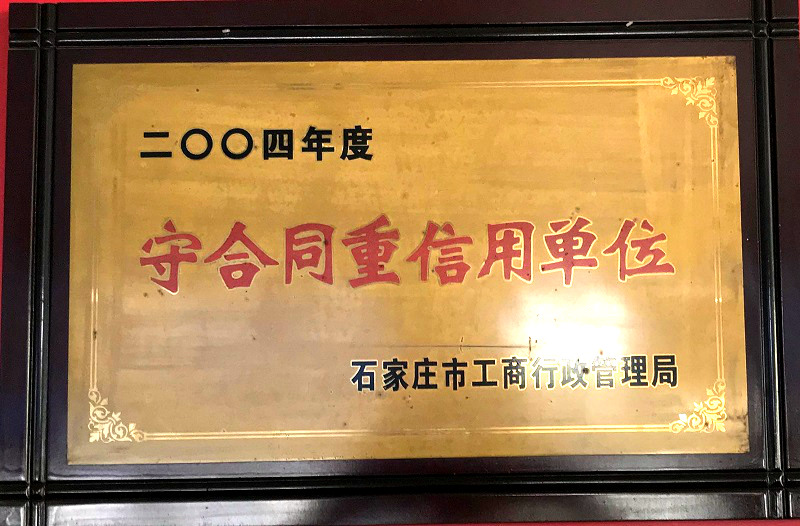 二〇〇四年度
守合同重信用单位
石家庄市工商行政管理局